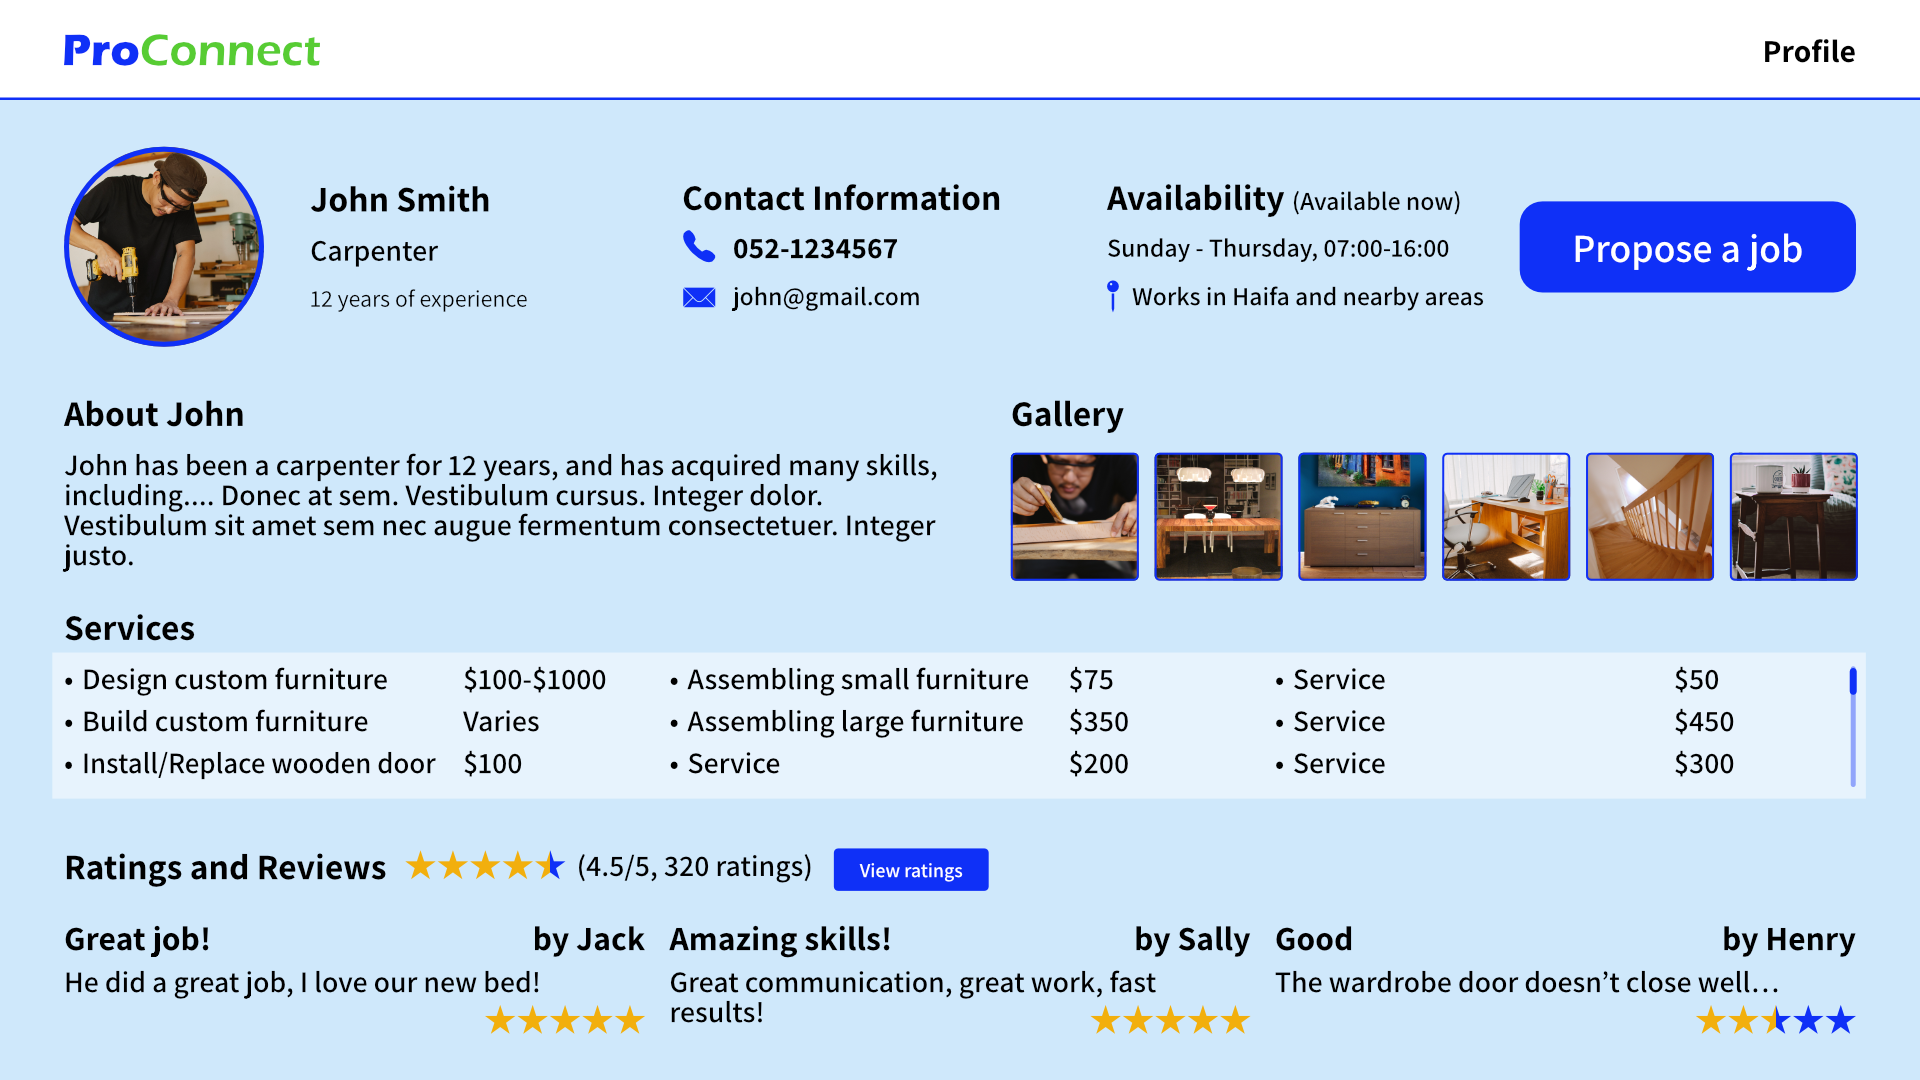 ProConnect
Profile
John Smith
Carpenter
12 years of experience
Contact Information
052-1234567
john@gmail.com
Availability (Available now)
Sunday - Thursday, 07:00-16:00
Works in Haifa and nearby areas
Propose a job
About John
John has been a carpenter for 12 years, and has acquired many skills,
including.... Donec at sem. Vestibulum cursus. Integer dolor.
Vestibulum sit amet sem nec augue fermentum consectetuer. Integer
justo.
Gallery
Services
• Design custom furniture $100-$1000
• Build custom furniture Varies
• Install/Replace wooden door $100
• Assembling small furniture $75
• Assembling large furniture $350
• Service $200
• Service $50
• Service $450
• Service $300
Ratings and Reviews (4.5/5, 320 ratings) View ratings
Great job! by Jack
He did a great job, I love our new bed!
Amazing skills! by Sally
Great communication, great work, fast
results!
Good by Henry
The wardrobe door doesn’t close well…